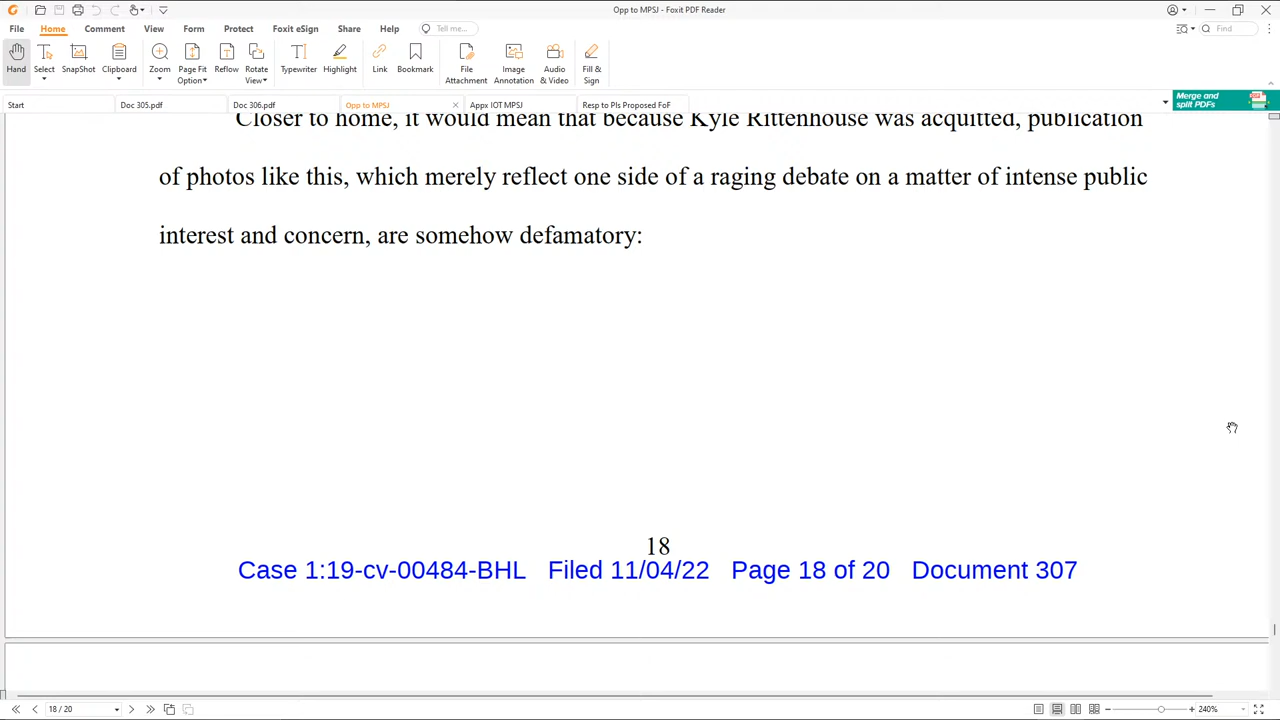 Opp to MPSJ - Foxit PDF Reader
File Home Comment View Form Protect Foxit eSign Share Help Tell me... Find
Hand Select SnapShot Clipboard Zoom Page Fit Option Reflow Rotate View Typewriter Highlight Link Bookmark File Attachment Image Annotation Audio & Video Fill & Sign
Start Doc 305.pdf Doc 306.pdf Opp to MPSJ Appx IOT MPSJ Resp to Pls Proposed FoF Merge and split PDFs
Closer to home, it would mean that because Kyle Rittenhouse was acquitted, publication
of photos like this, which merely reflect one side of a raging debate on a matter of intense public
interest and concern, are somehow defamatory:
18
Case 1:19-cv-00484-BHL Filed 11/04/22 Page 18 of 20 Document 307
18 / 20 240%